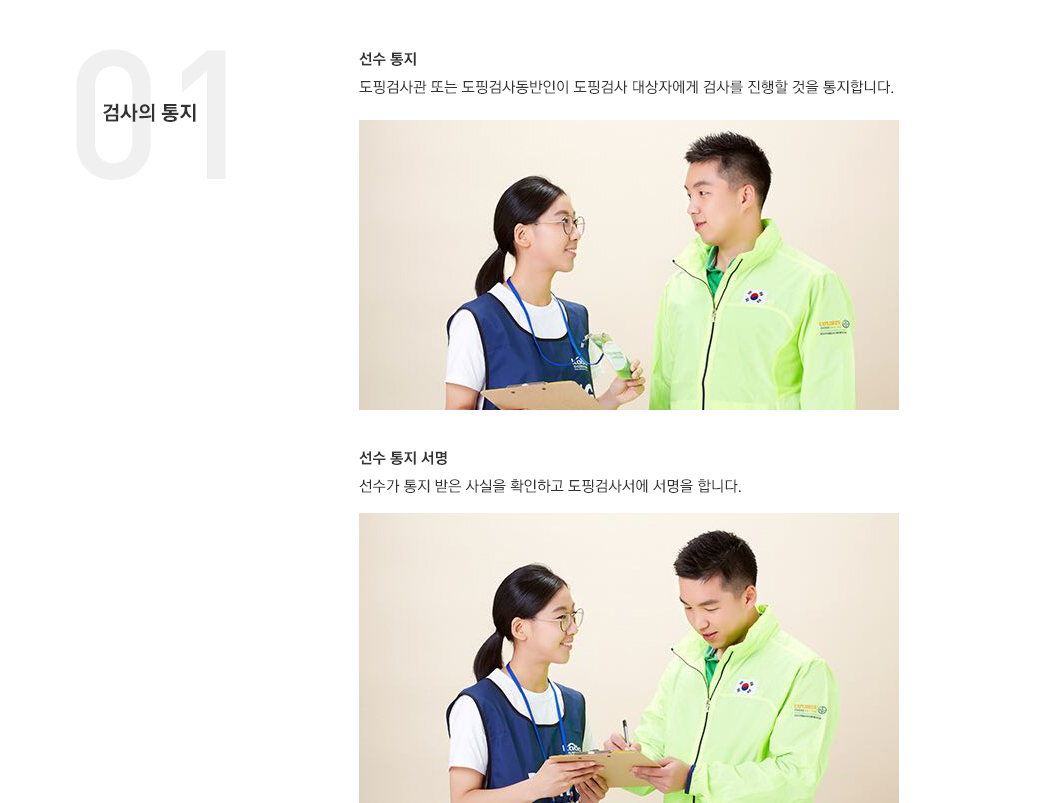 01
검사의 통지
선수 통지
도핑검사관 또는 도핑검사동반인이 도핑검사 대상자에게 검사를 진행할 것을 통지합니다.
선수 통지 서명
선수가 통지 받은 사실을 확인하고 도핑검사서에 서명을 합니다.